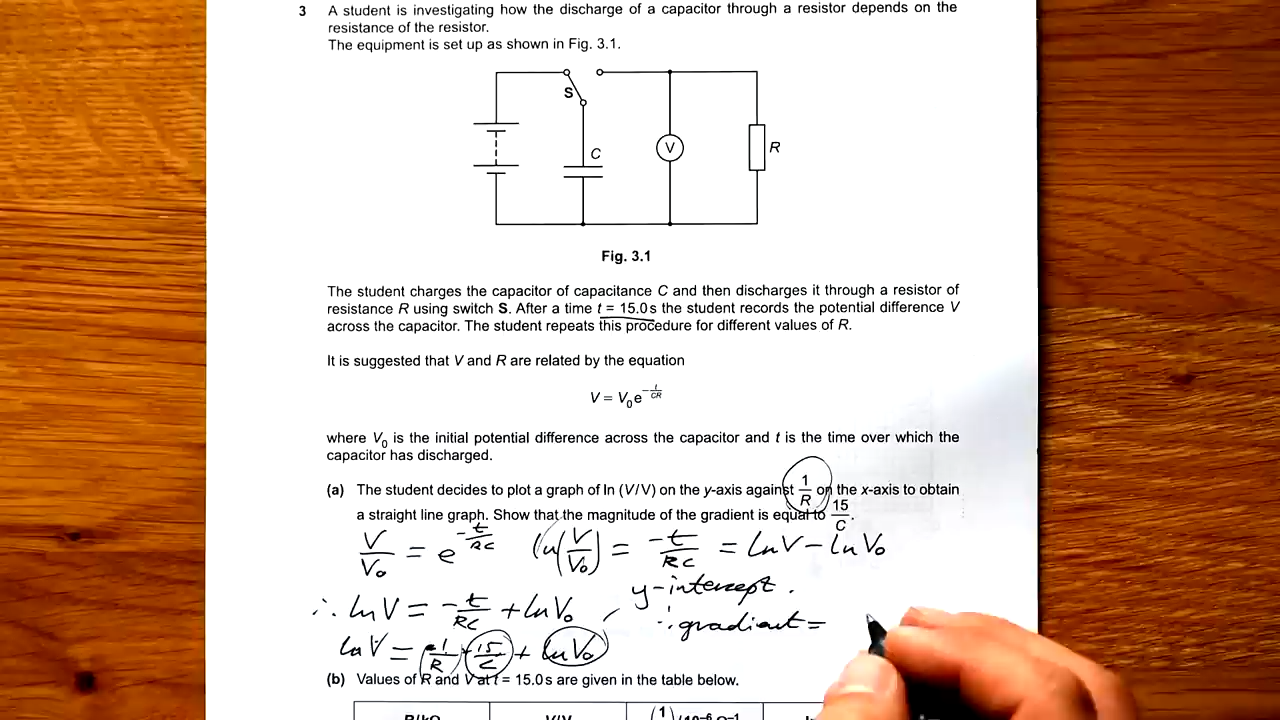 3 A student is investigating how the discharge of a capacitor through a resistor depends on the
resistance of the resistor.
The equipment is set up as shown in Fig. 3.1.
S
C
V
R
Fig. 3.1
The student charges the capacitor of capacitance C and then discharges it through a resistor of
resistance R using switch S. After a time t = 15.0 s the student records the potential difference V
across the capacitor. The student repeats this procedure for different values of R.
It is suggested that V and R are related by the equation
V = V₀e^(-t/CR)
where V₀ is the initial potential difference across the capacitor and t is the time over which the
capacitor has discharged.
(a) The student decides to plot a graph of ln (V/V) on the y-axis against 1/R on the x-axis to obtain
a straight line graph. Show that the magnitude of the gradient is equal to 15/C.
V/V₀ = e^(-t/RC) ln(V/V₀) = -t/RC = lnV - lnV₀
y-intercept.
∴ lnV = -t/RC + lnV₀
∴ gradient =
lnV = -1/R × 15/C + lnV₀
(b) Values of R and V at t = 15.0 s are given in the table below.
R/kΩ V/V (1/R)/10⁻⁶ Ω⁻¹